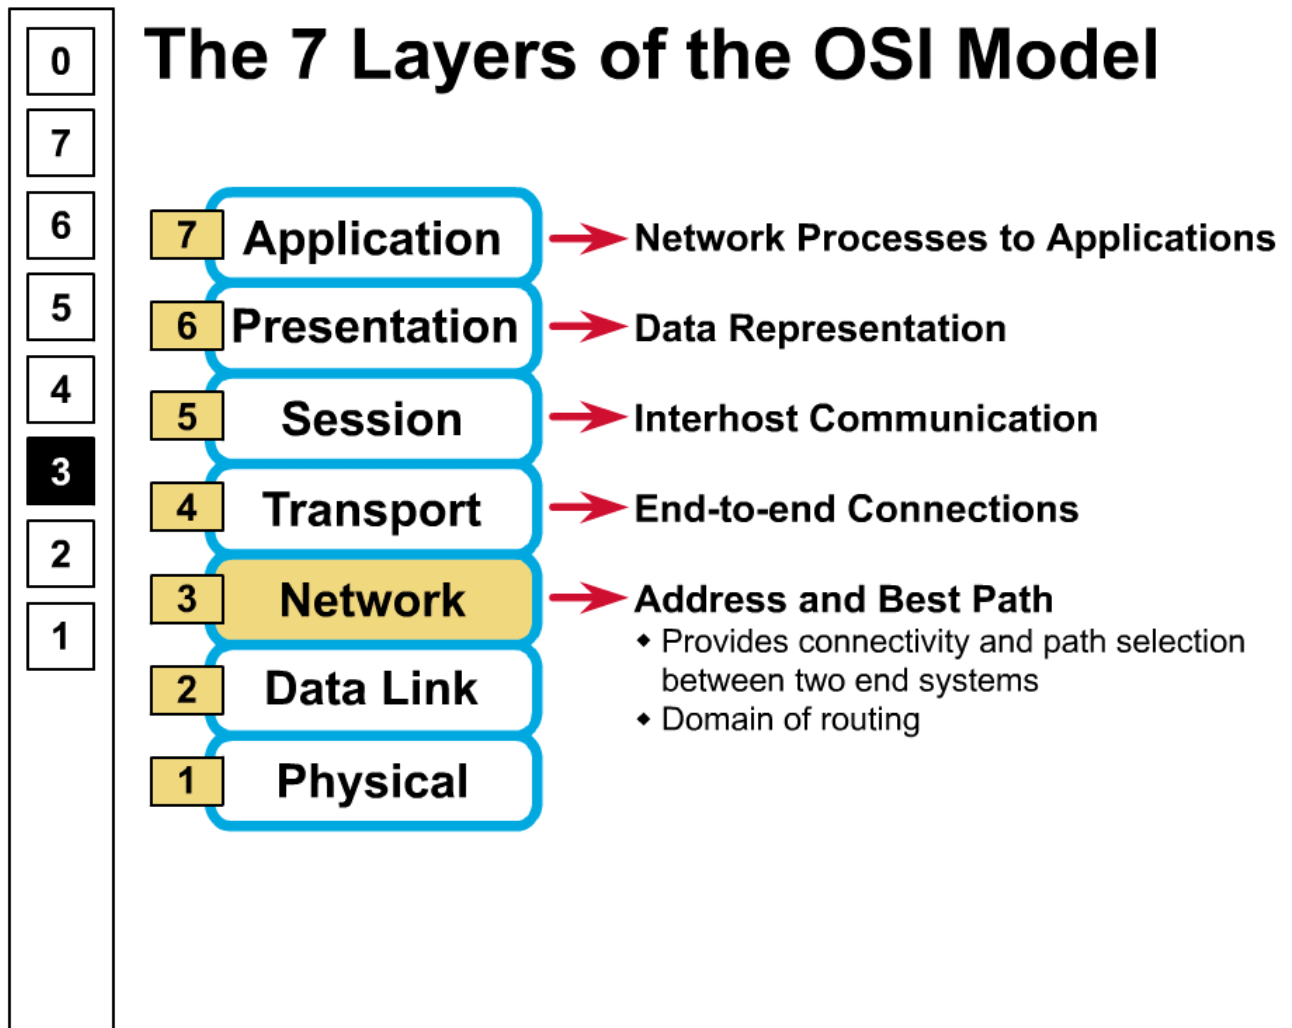 The 7 Layers of the OSI Model
0
7
6
5
4
3
2
1
7 Application Network Processes to Applications
6 Presentation Data Representation
5 Session Interhost Communication
4 Transport End-to-end Connections
3 Network Address and Best Path
◆ Provides connectivity and path selection
between two end systems
◆ Domain of routing
2 Data Link
1 Physical